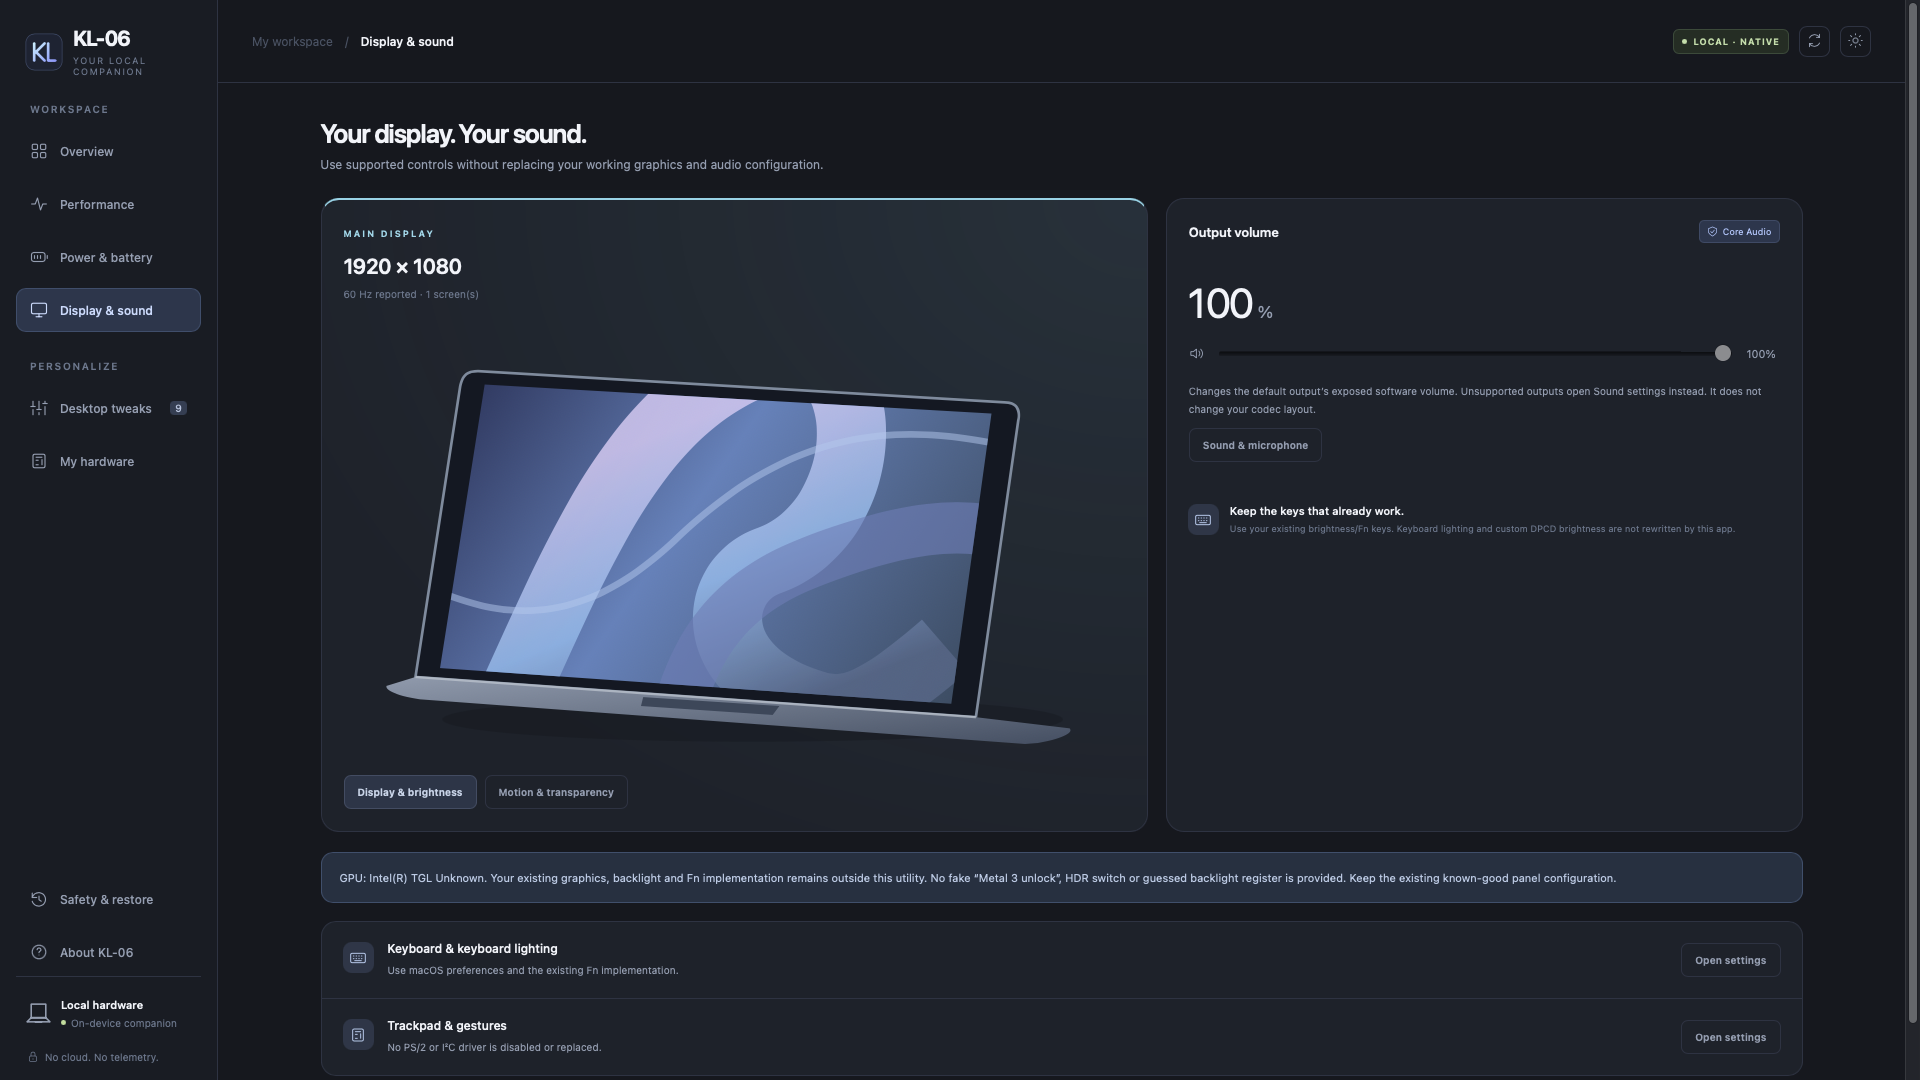 KL
KL-06
YOUR LOCAL
COMPANION
WORKSPACE
Overview
Performance
Power & battery
Display & sound
PERSONALIZE
Desktop tweaks 9
My hardware
Safety & restore
About KL-06
Local hardware
On-device companion
No cloud. No telemetry.
My workspace / Display & sound
LOCAL · NATIVE
Your display. Your sound.
Use supported controls without replacing your working graphics and audio configuration.
MAIN DISPLAY
1920 × 1080
60 Hz reported · 1 screen(s)
Display & brightness
Motion & transparency
Output volume
Core Audio
100 %
100%
Changes the default output's exposed software volume. Unsupported outputs open Sound settings instead. It does not
change your codec layout.
Sound & microphone
Keep the keys that already work.
Use your existing brightness/Fn keys. Keyboard lighting and custom DPCD brightness are not rewritten by this app.
GPU: Intel(R) TGL Unknown. Your existing graphics, backlight and Fn implementation remains outside this utility. No fake “Metal 3 unlock”, HDR switch or guessed backlight register is provided. Keep the existing known-good panel configuration.
Keyboard & keyboard lighting
Use macOS preferences and the existing Fn implementation.
Open settings
Trackpad & gestures
No PS/2 or I²C driver is disabled or replaced.
Open settings